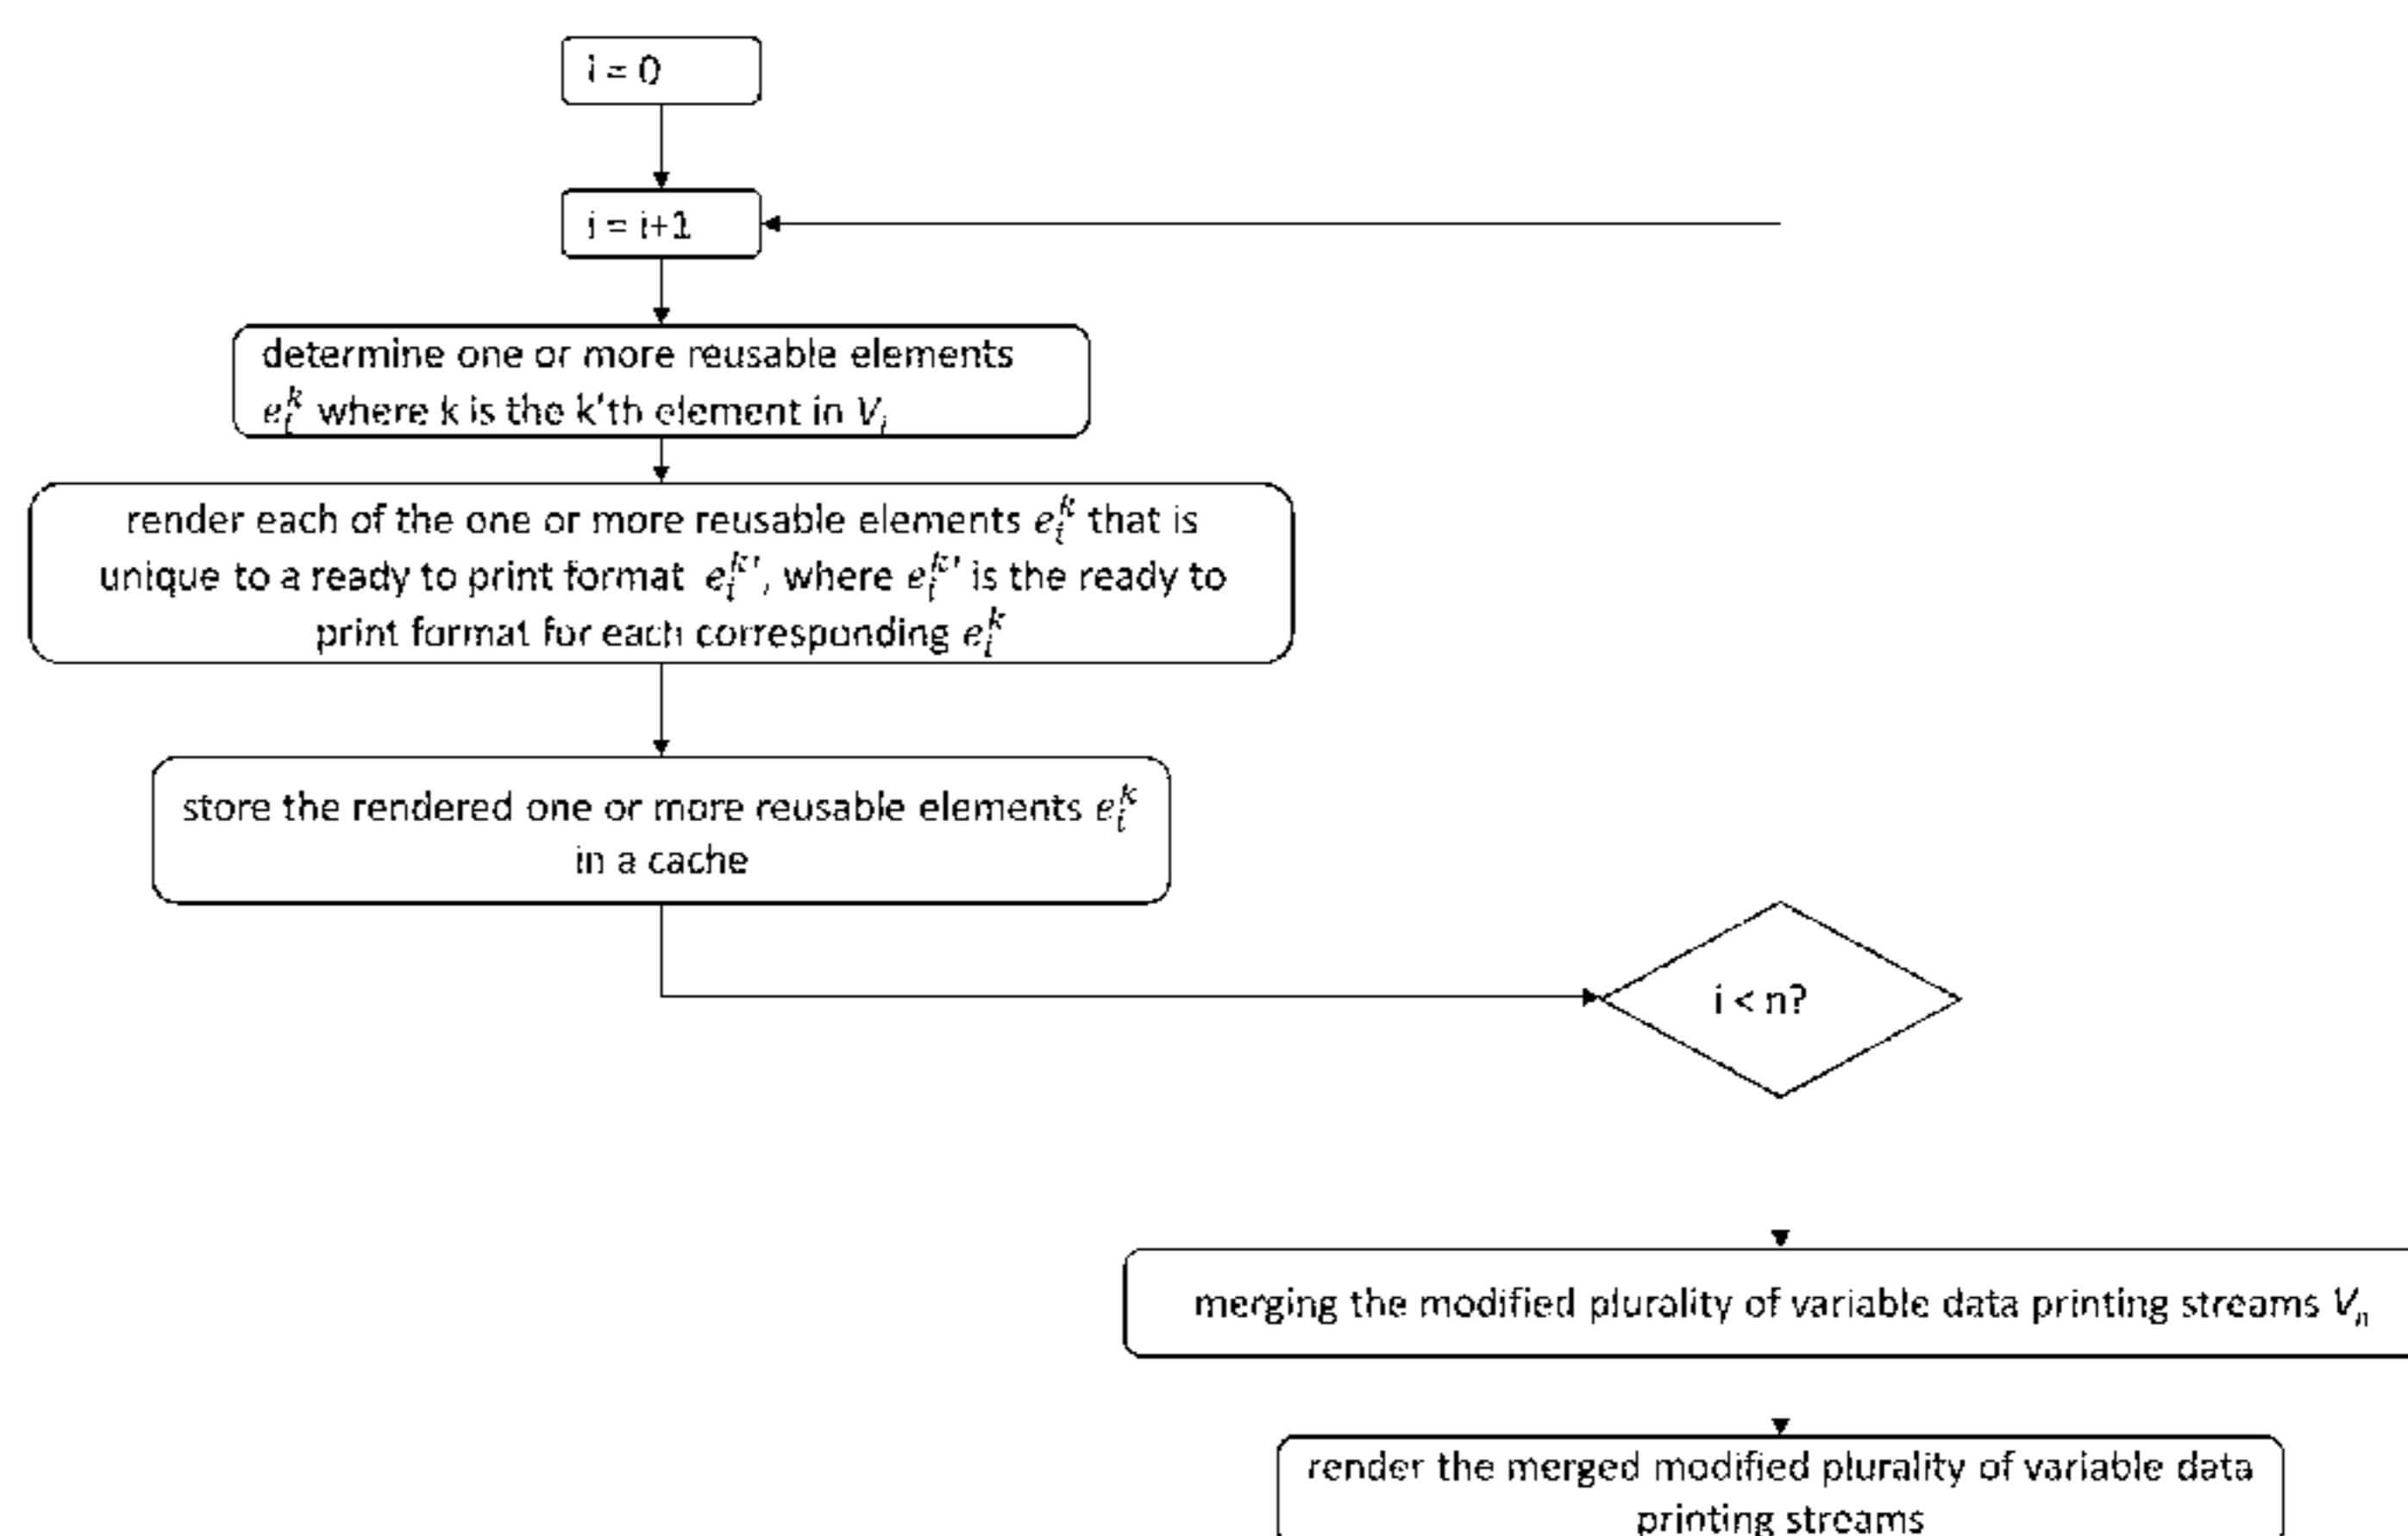 i = 0
i = i+1
determine one or more reusable elements
e_i^k where k is the k'th element in V_i
render each of the one or more reusable elements e_i^k that is
unique to a ready to print format e_i^k', where e_i^k' is the ready to
print format for each corresponding e_i^k
store the rendered one or more reusable elements e_i^k
in a cache
i < n?
merging the modified plurality of variable data printing streams V_n
render the merged modified plurality of variable data
printing streams